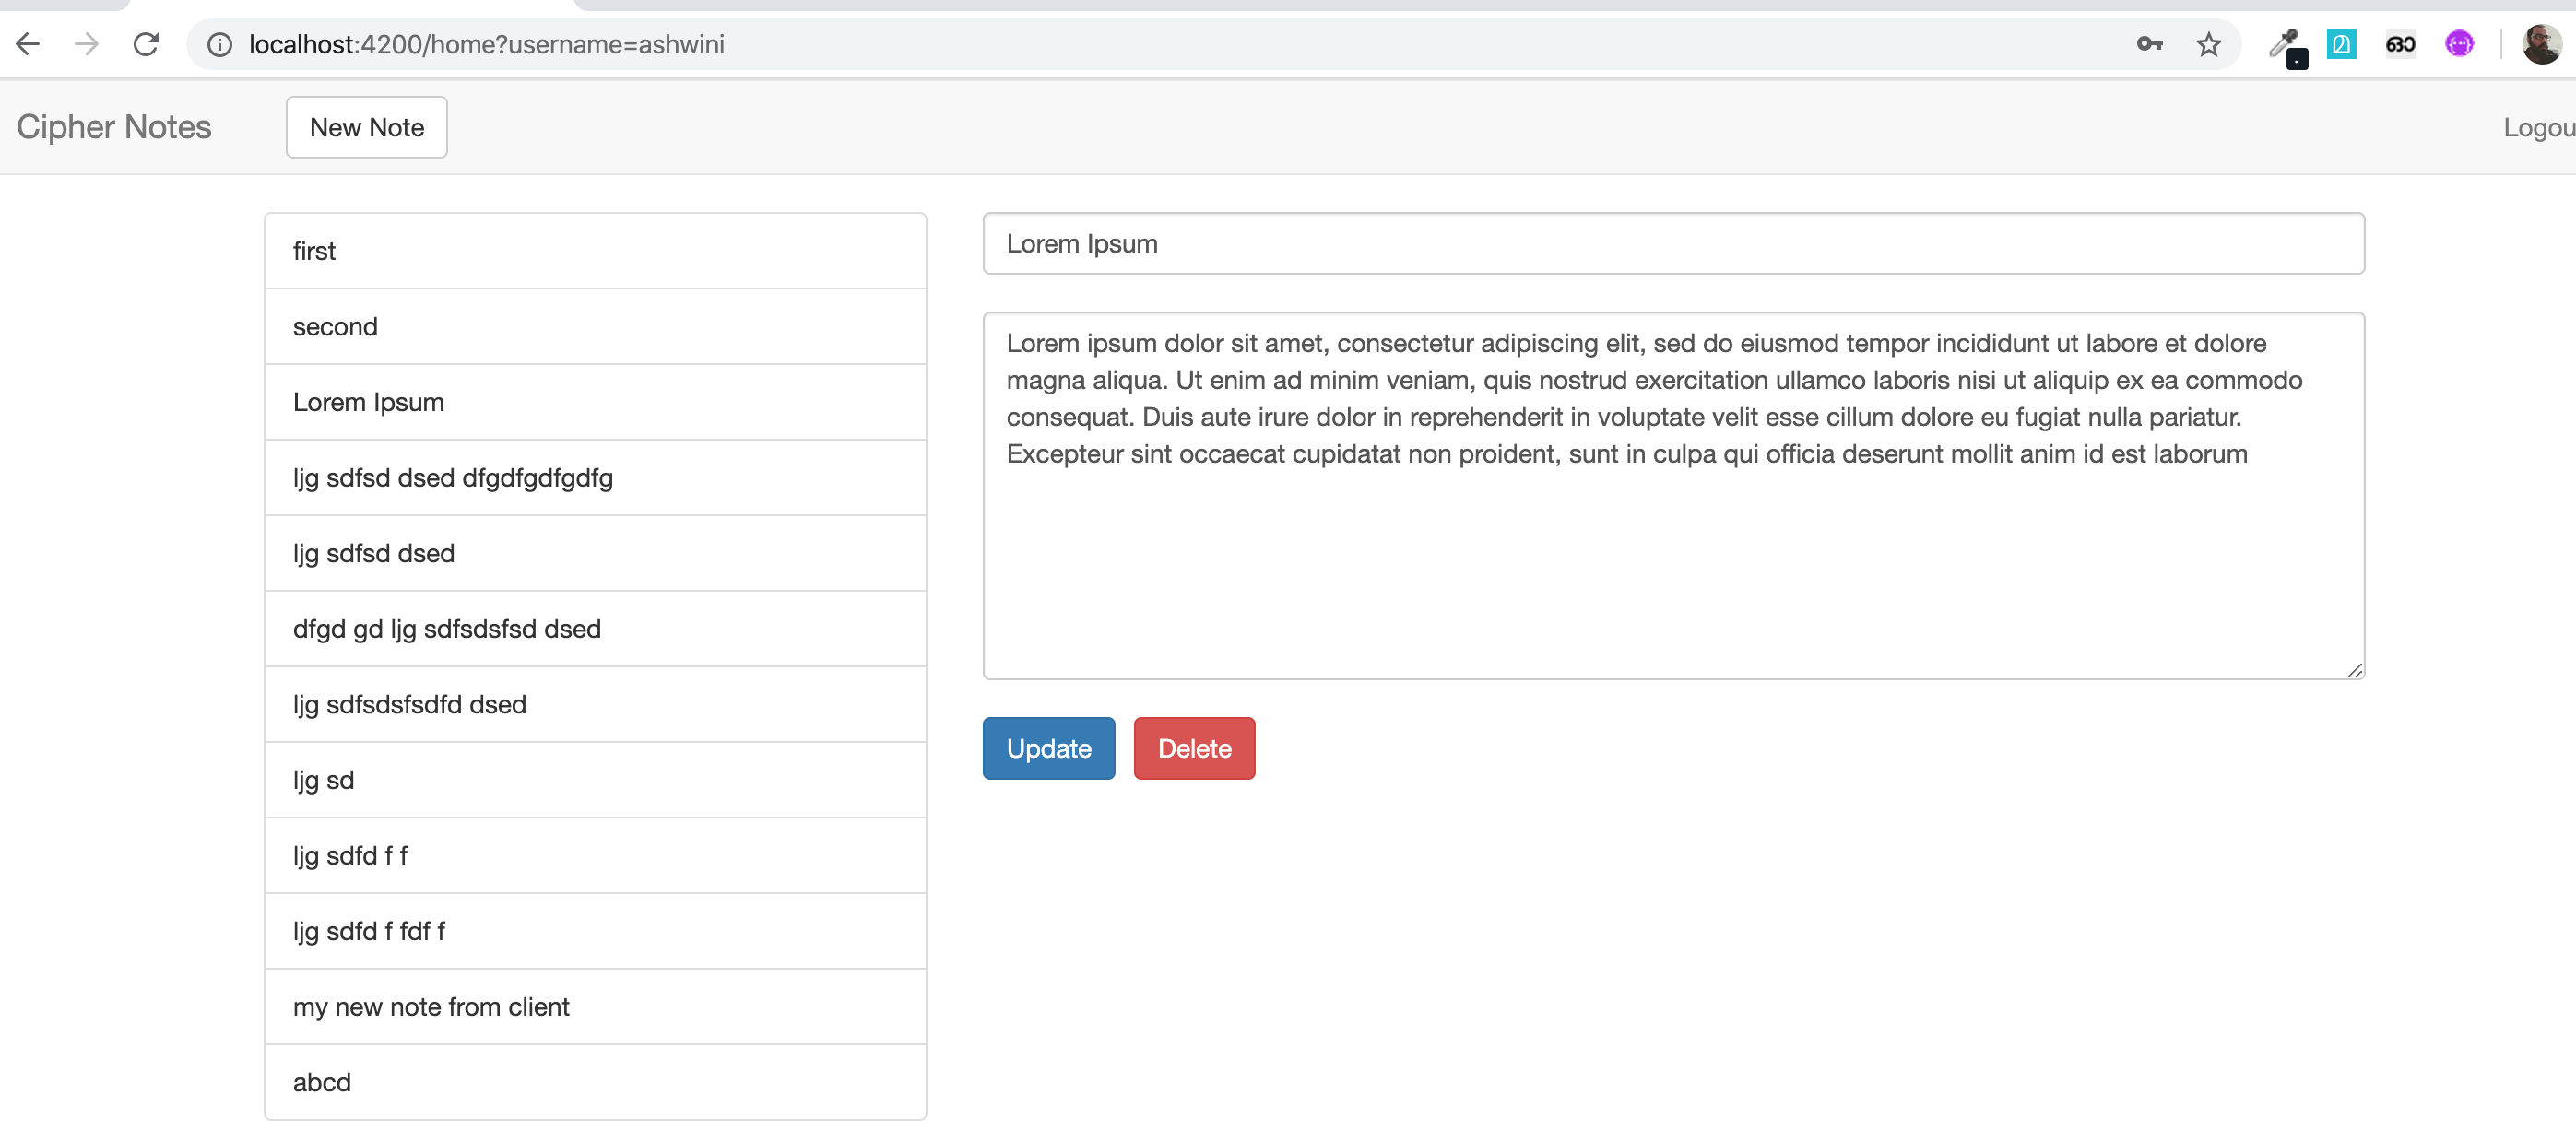 localhost:4200/home?username=ashwini
Cipher Notes
New Note
Logou
first
second
Lorem Ipsum
ljg sdfsd dsed dfgdfgdfgdfg
ljg sdfsd dsed
dfgd gd ljg sdfsdsfsd dsed
ljg sdfsdsfsdfd dsed
ljg sd
ljg sdfd f f
ljg sdfd f fdf f
my new note from client
abcd
Lorem Ipsum
Lorem ipsum dolor sit amet, consectetur adipiscing elit, sed do eiusmod tempor incididunt ut labore et dolore
magna aliqua. Ut enim ad minim veniam, quis nostrud exercitation ullamco laboris nisi ut aliquip ex ea commodo
consequat. Duis aute irure dolor in reprehenderit in voluptate velit esse cillum dolore eu fugiat nulla pariatur.
Excepteur sint occaecat cupidatat non proident, sunt in culpa qui officia deserunt mollit anim id est laborum
Update
Delete